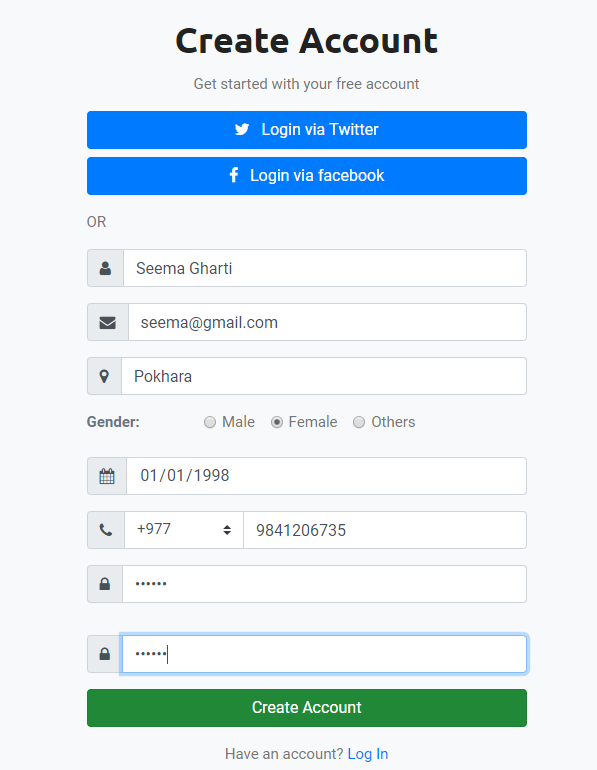 Create Account
Get started with your free account
Login via Twitter
Login via facebook
OR
Seema Gharti
seema@gmail.com
Pokhara
Gender: Male Female Others
01/01/1998
+977 9841206735
••••••
••••••
Create Account
Have an account? Log In